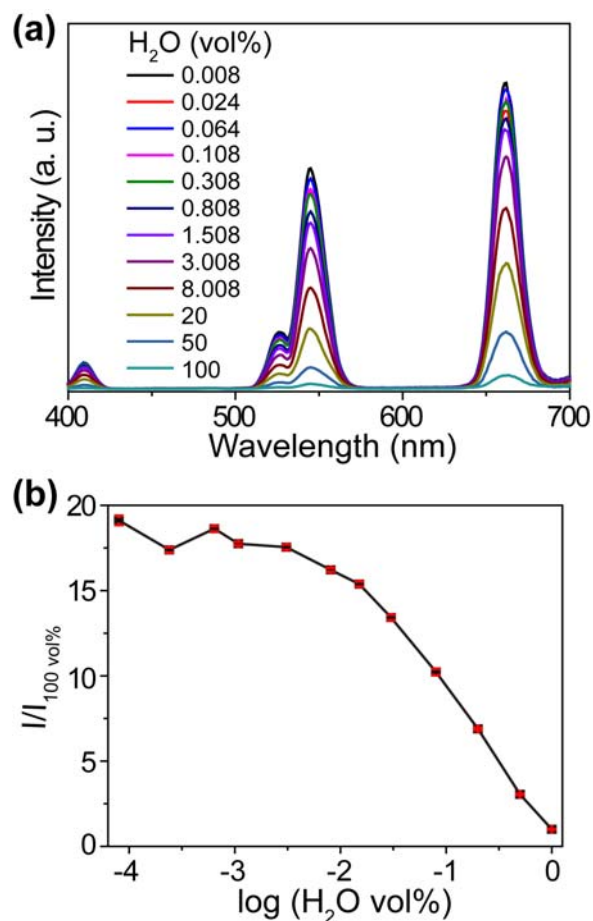 (a)
H₂O (vol%)
0.008
0.024
0.064
0.108
0.308
0.808
1.508
3.008
8.008
20
50
100
Intensity (a. u.)
400 500 600 700
Wavelength (nm)
(b)
20
15
10
5
0
I/I₁₀₀ ᵥₒₗ%
-4 -3 -2 -1 0
log (H₂O vol%)